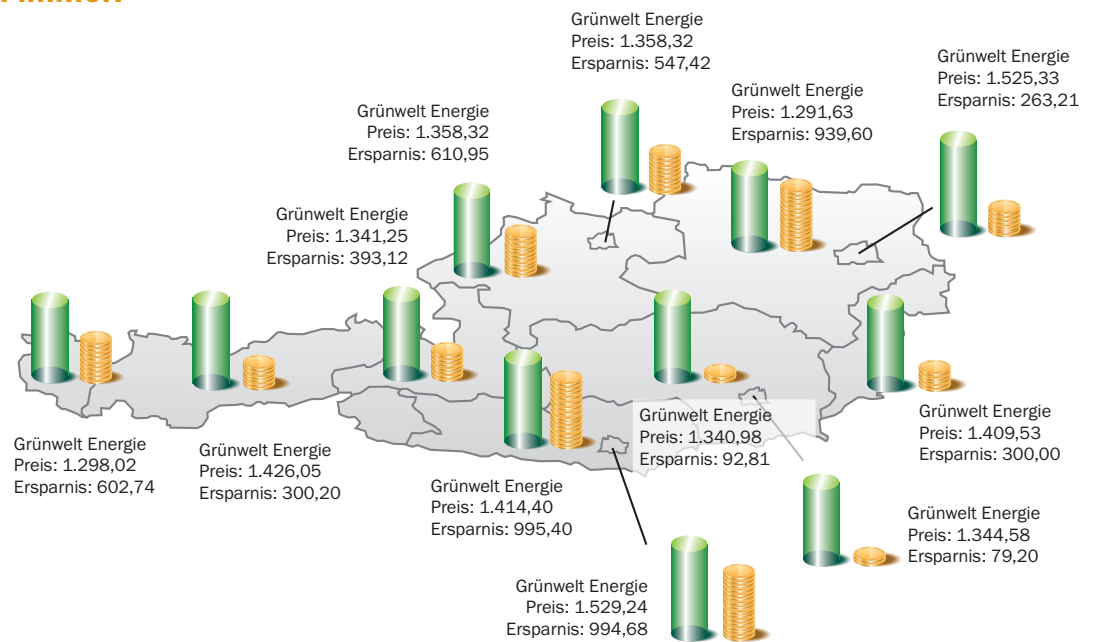 Grünwelt Energie
Preis: 1.358,32
Ersparnis: 547,42
Grünwelt Energie
Preis: 1.525,33
Ersparnis: 263,21
Grünwelt Energie
Preis: 1.291,63
Ersparnis: 939,60
Grünwelt Energie
Preis: 1.358,32
Ersparnis: 610,95
Grünwelt Energie
Preis: 1.341,25
Ersparnis: 393,12
Grünwelt Energie
Preis: 1.298,02
Ersparnis: 602,74
Grünwelt Energie
Preis: 1.426,05
Ersparnis: 300,20
Grünwelt Energie
Preis: 1.414,40
Ersparnis: 995,40
Grünwelt Energie
Preis: 1.340,98
Ersparnis: 92,81
Grünwelt Energie
Preis: 1.409,53
Ersparnis: 300,00
Grünwelt Energie
Preis: 1.344,58
Ersparnis: 79,20
Grünwelt Energie
Preis: 1.529,24
Ersparnis: 994,68